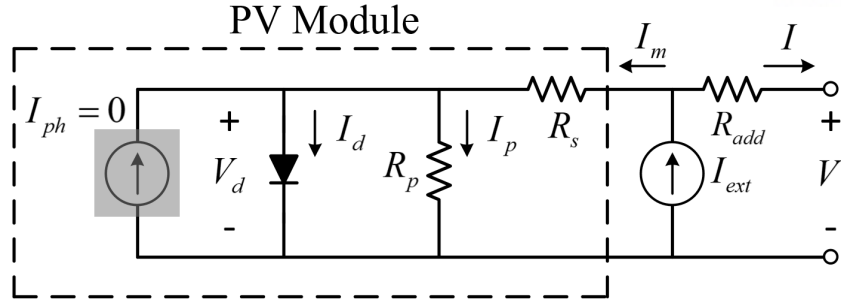 PV Module
I_m I
I_ph = 0 + I_d I_p R_s R_add +
V_d R_p I_ext V
- -